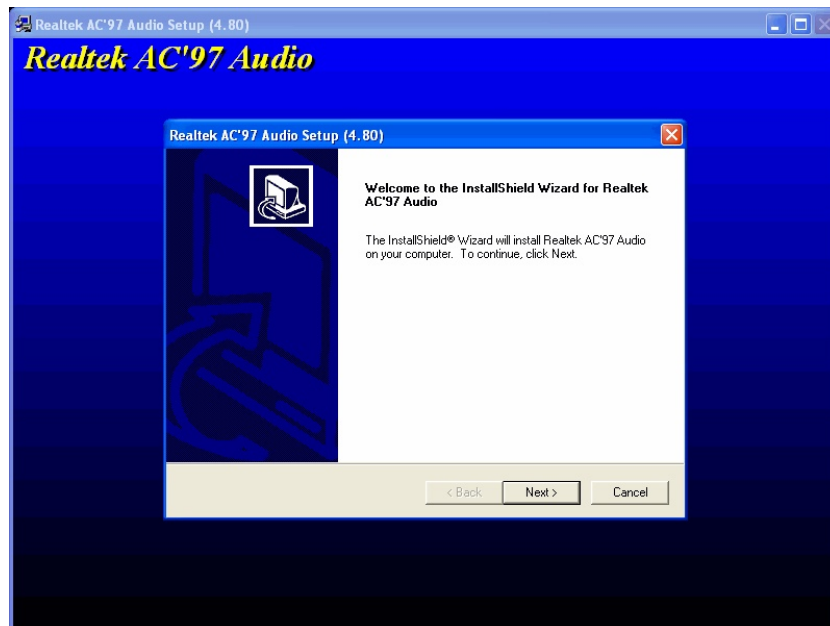 Realtek AC'97 Audio Setup (4.80)
Realtek AC'97 Audio
Realtek AC'97 Audio Setup (4.80)
Welcome to the InstallShield Wizard for Realtek
AC'97 Audio
The InstallShield® Wizard will install Realtek AC'97 Audio
on your computer. To continue, click Next.
< Back Next > Cancel